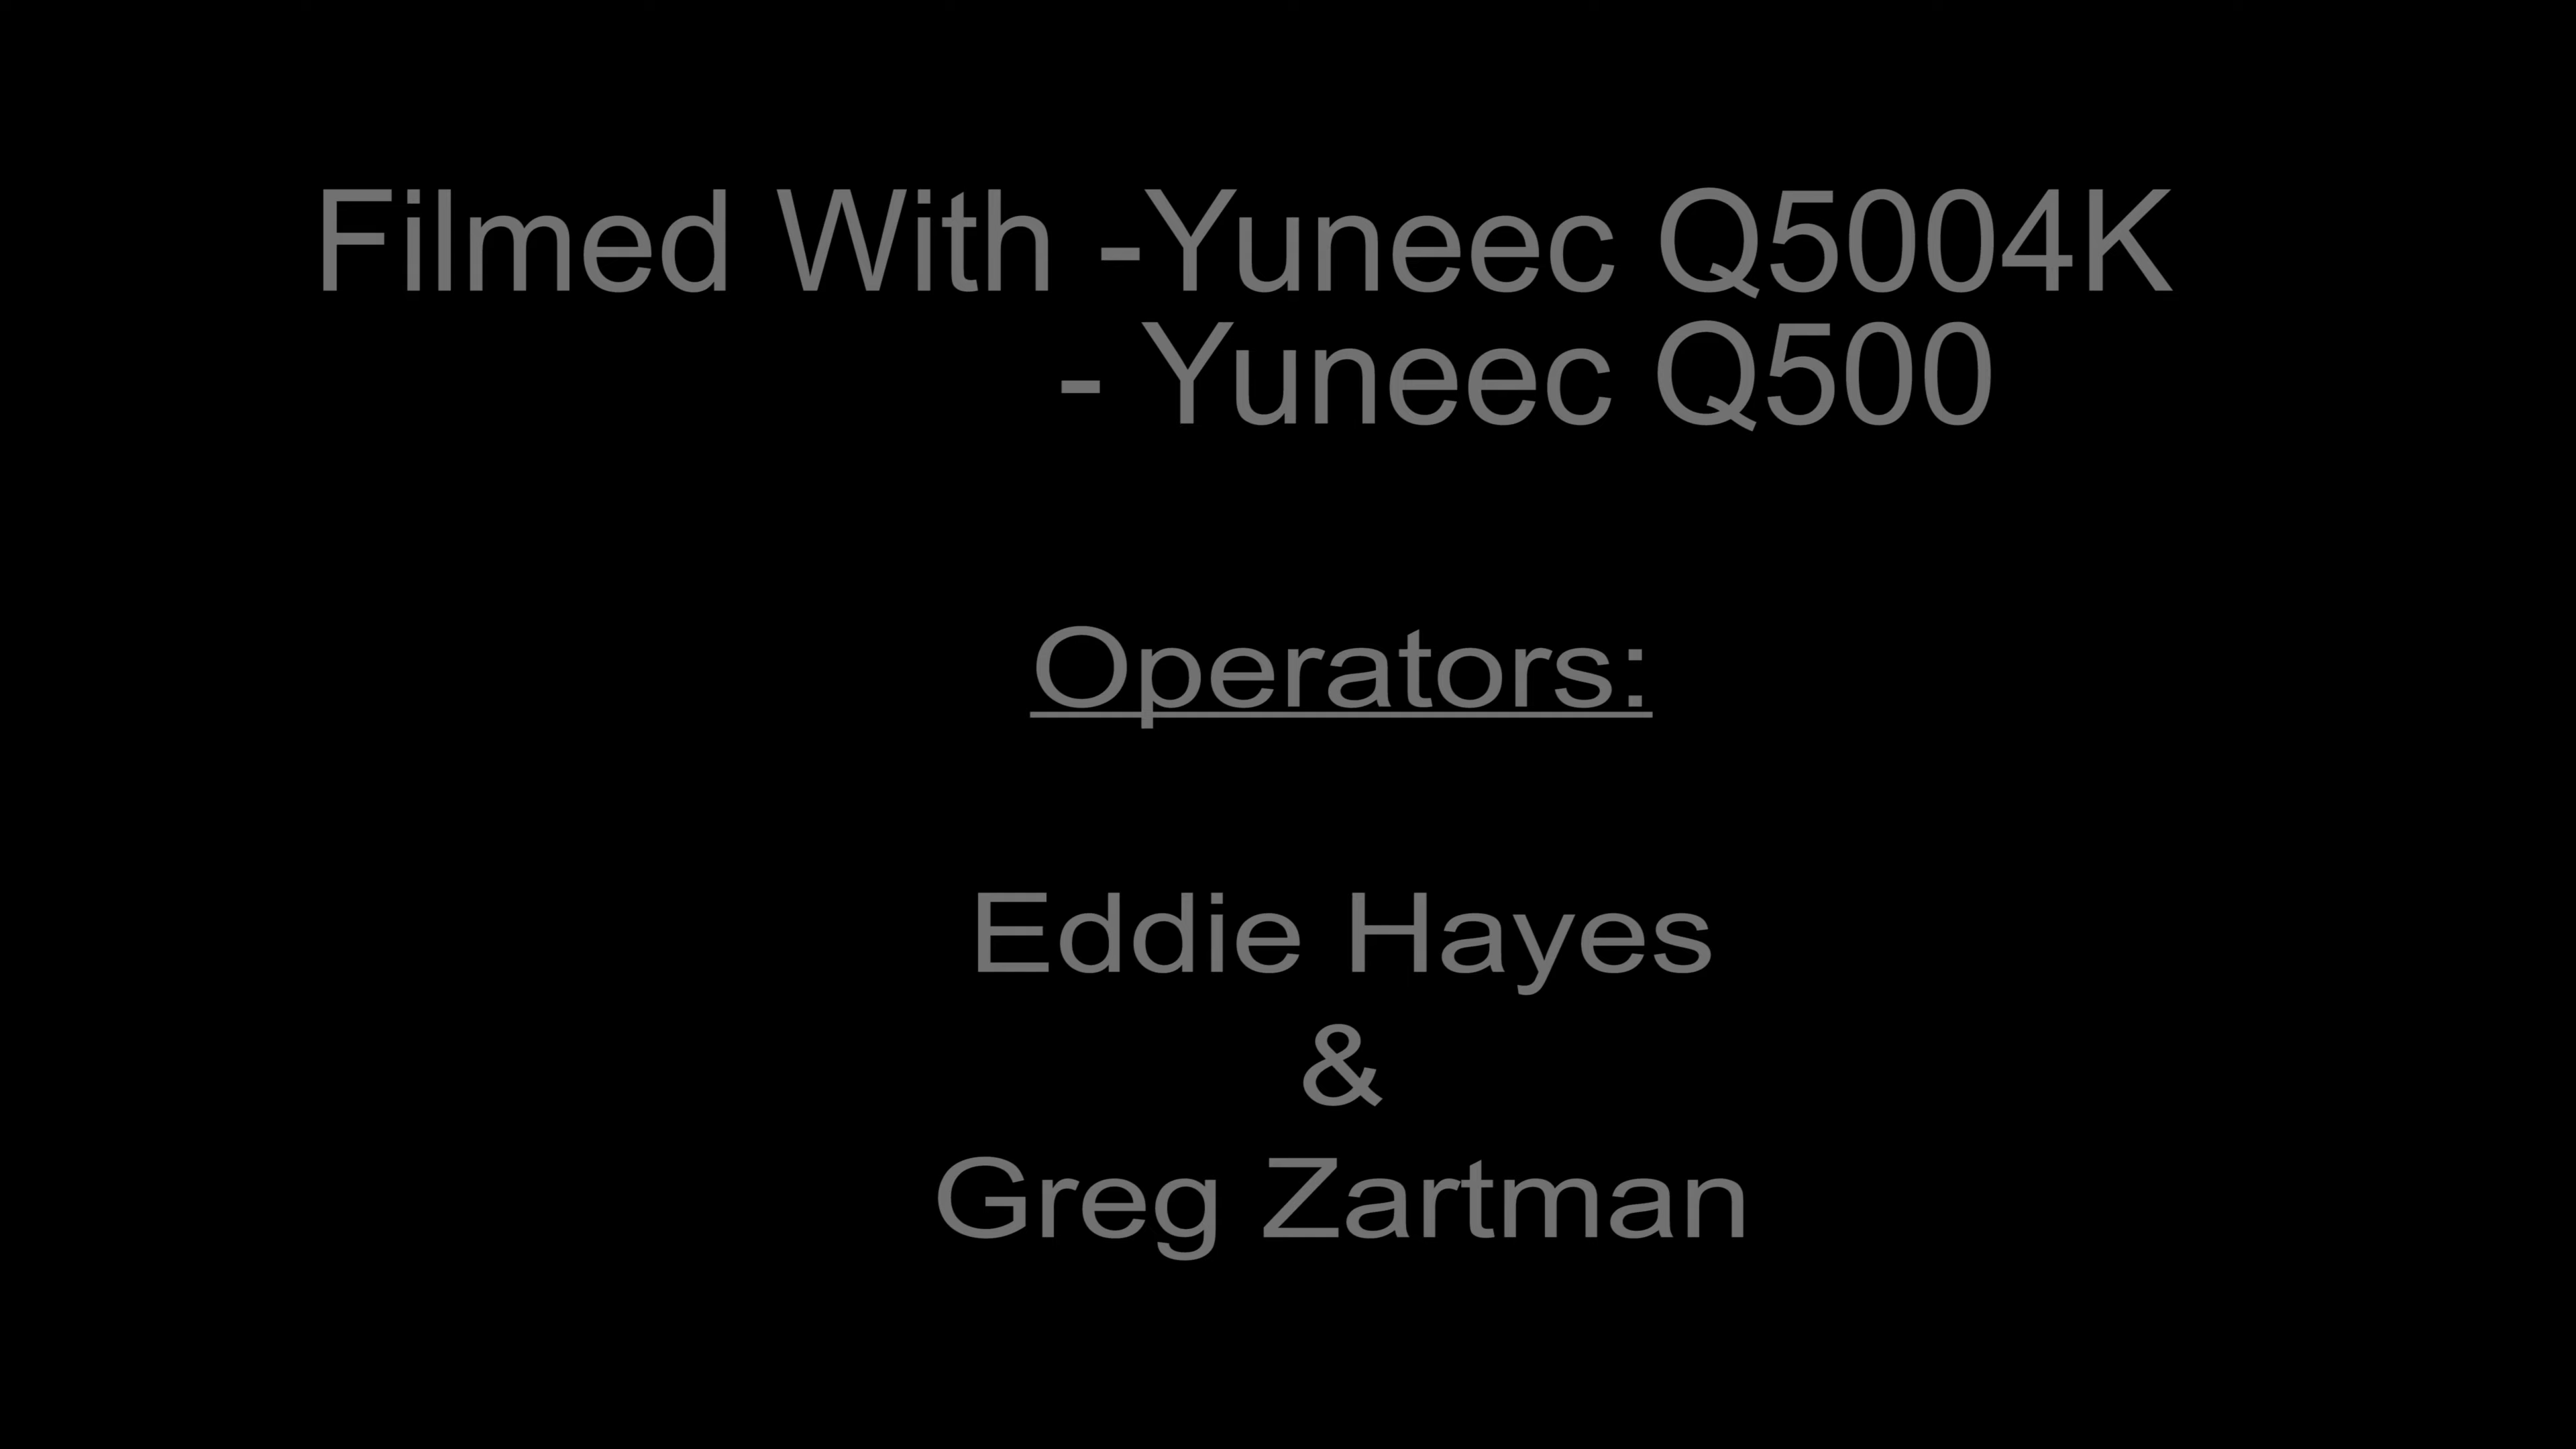 Filmed With -Yuneec Q5004K
- Yuneec Q500
Operators:
Eddie Hayes
&
Greg Zartman